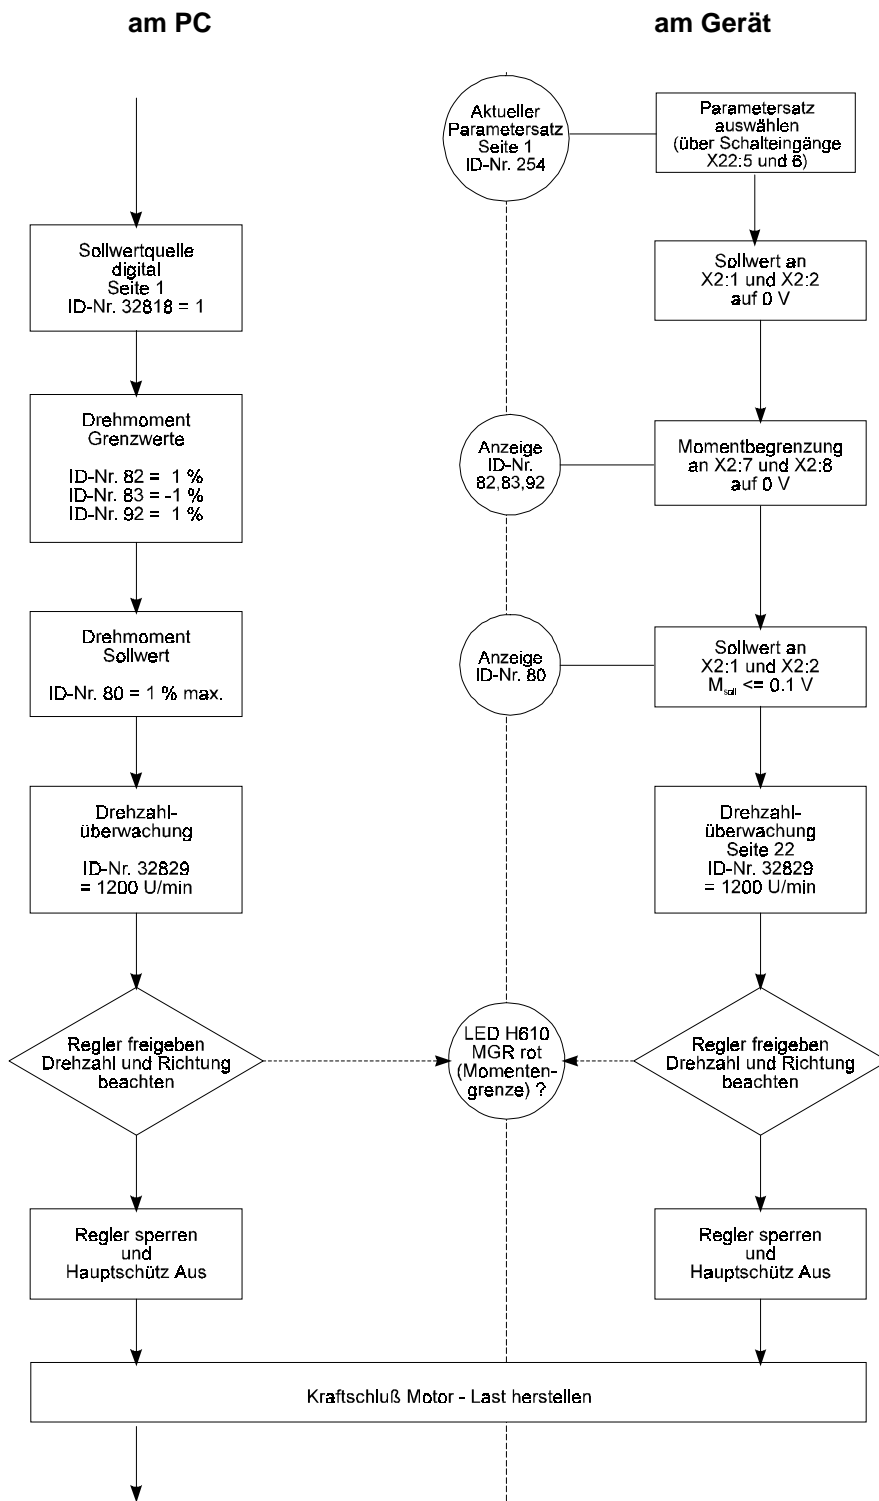 am PC
am Gerät
Aktueller
Parametersatz
Seite 1
ID-Nr. 254
Parametersatz
auswählen
(über Schalteingänge
X22:5 und 6)
Sollwertquelle
digital
Seite 1
ID-Nr. 32818 = 1
Sollwert an
X2:1 und X2:2
auf 0 V
Drehmoment
Grenzwerte
ID-Nr. 82 = 1 %
ID-Nr. 83 = -1 %
ID-Nr. 92 = 1 %
Anzeige
ID-Nr.
82,83,92
Momentbegrenzung
an X2:7 und X2:8
auf 0 V
Drehmoment
Sollwert
ID-Nr. 80 = 1 % max.
Anzeige
ID-Nr. 80
Sollwert an
X2:1 und X2:2
Msoll <= 0.1 V
Drehzahl-
überwachung
ID-Nr. 32829
= 1200 U/min
Drehzahl-
überwachung
Seite 22
ID-Nr. 32829
= 1200 U/min
Regler freigeben
Drehzahl und Richtung
beachten
LED H610
MGR rot
(Momenten-
grenze) ?
Regler freigeben
Drehzahl und Richtung
beachten
Regler sperren
und
Hauptschütz Aus
Regler sperren
und
Hauptschütz Aus
Kraftschluß Motor - Last herstellen